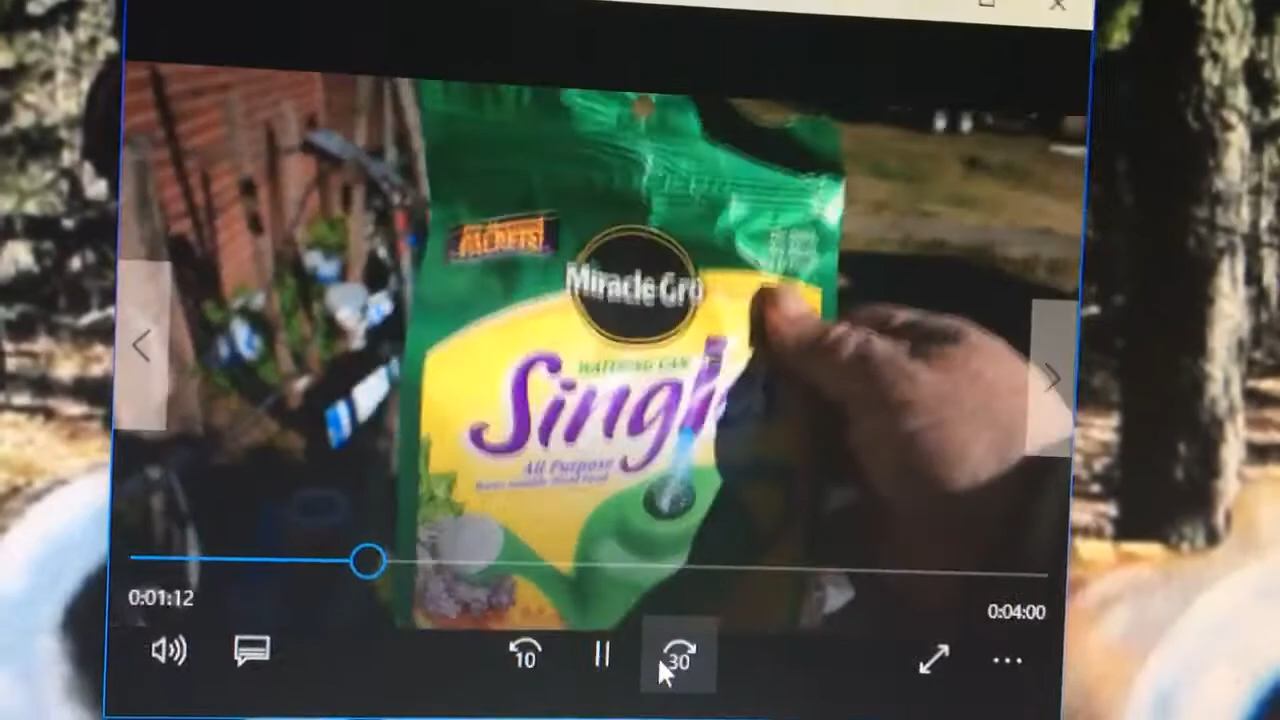 PACKETS!
Miracle Gro
WATERING CAN
Singl
All Purpose
0:01:12
0:04:00
10
30